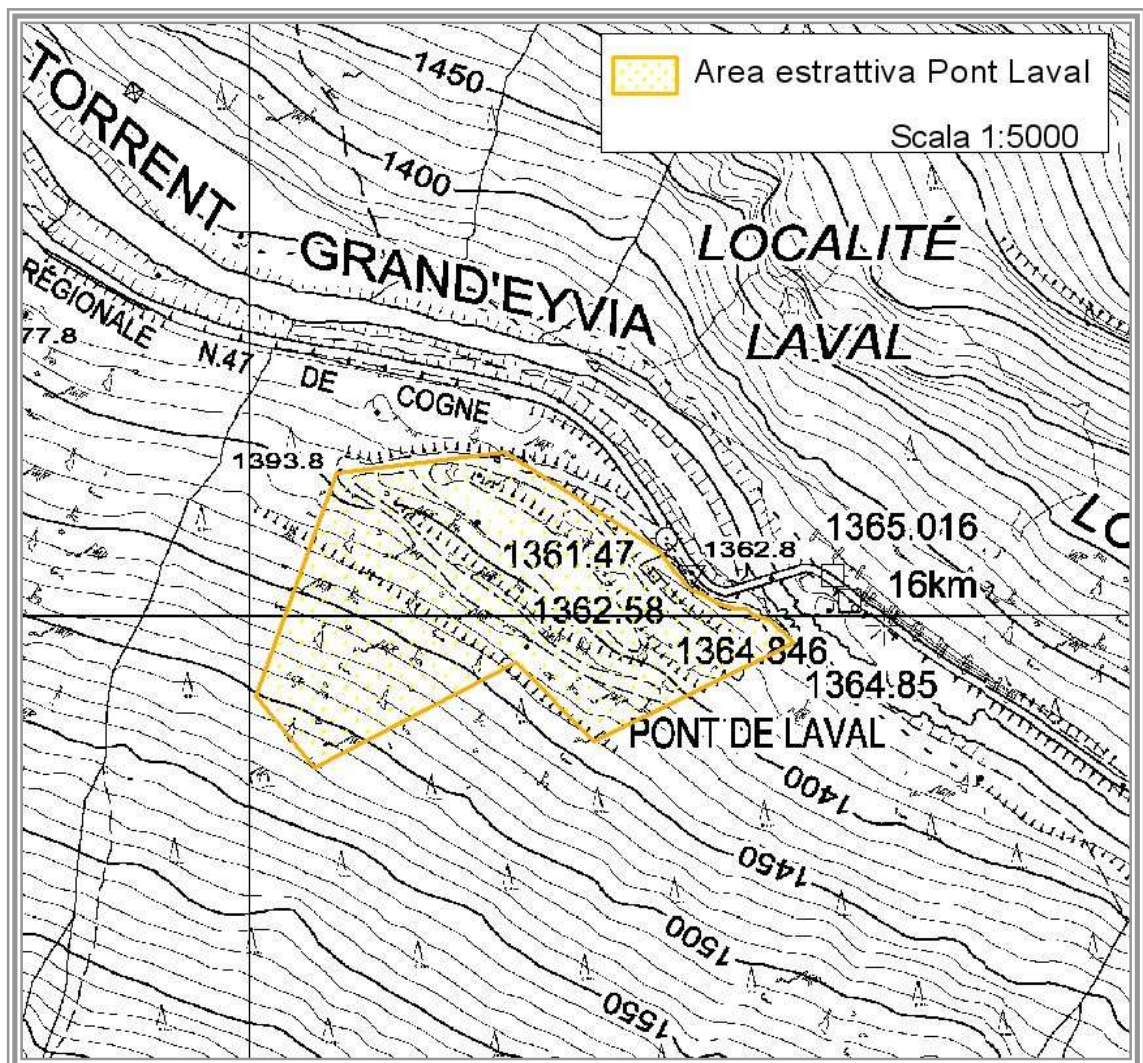 Area estrattiva Pont Laval
Scala 1:5000
1450
1400
TORRENT
GRAND'EYVIA
LOCALITÉ
LAVAL
RÉGIONALE
N.47
DE
COGNE
77.8
1393.8
LO
1361.47
1362.8
1365.016
16km
1362.58
1364.846
1364.85
PONT DE LAVAL
1400
1450
1500
1550